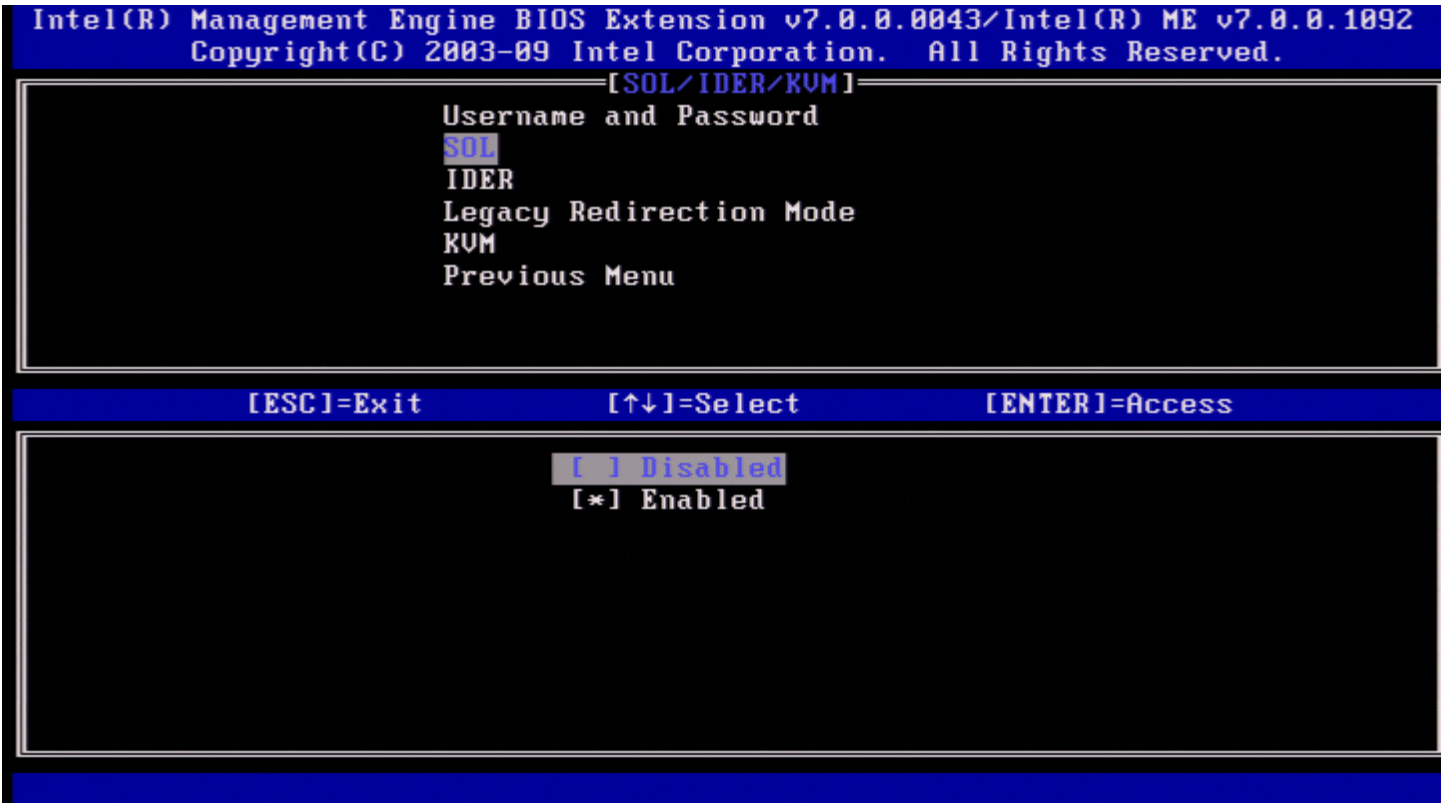 Intel(R) Management Engine BIOS Extension v7.0.0.0043/Intel(R) ME v7.0.0.1092
Copyright(C) 2003-09 Intel Corporation. All Rights Reserved.
[SOL/IDER/KVM]
Username and Password
SOL
IDER
Legacy Redirection Mode
KVM
Previous Menu
[ESC]=Exit [↑↓]=Select [ENTER]=Access
[ ] Disabled
[*] Enabled